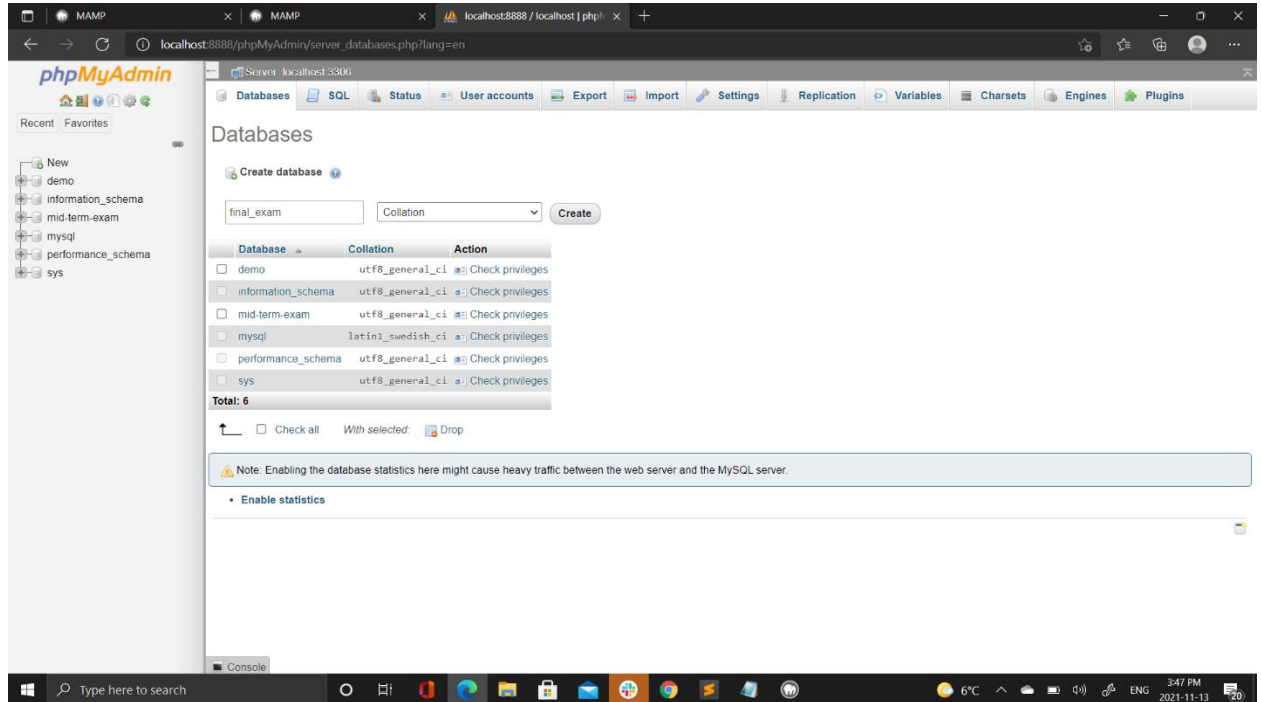 MAMP
MAMP
localhost:8888 / localhost | php
localhost:8888/phpMyAdmin/server_databases.php?lang=en
phpMyAdmin
Recent Favorites
New
demo
information_schema
mid-term-exam
mysql
performance_schema
sys
Server: localhost:3306
Databases SQL Status User accounts Export Import Settings Replication Variables Charsets Engines Plugins
Databases
Create database
final_exam Collation Create
Database Collation Action
demo utf8_general_ci Check privileges
information_schema utf8_general_ci Check privileges
mid-term-exam utf8_general_ci Check privileges
mysql latin1_swedish_ci Check privileges
performance_schema utf8_general_ci Check privileges
sys utf8_general_ci Check privileges
Total: 6
Check all With selected: Drop
Note: Enabling the database statistics here might cause heavy traffic between the web server and the MySQL server.
• Enable statistics
Console
Type here to search
6°C
ENG
3:47 PM
2021-11-13
20